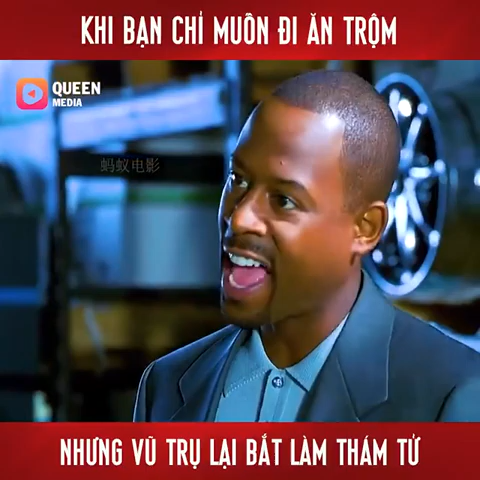 KHI BẠN CHỈ MUỐN ĐI ĂN TRỘM
QUEEN
MEDIA
蚂蚁电影
NHƯNG VŨ TRỤ LẠI BẮT LÀM THÁM TỬ